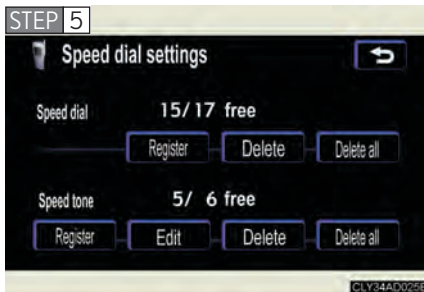 STEP 5
Speed dial settings
Speed dial 15/17 free
Register Delete Delete all
Speed tone 5/ 6 free
Register Edit Delete Delete all
CLY34AD025E